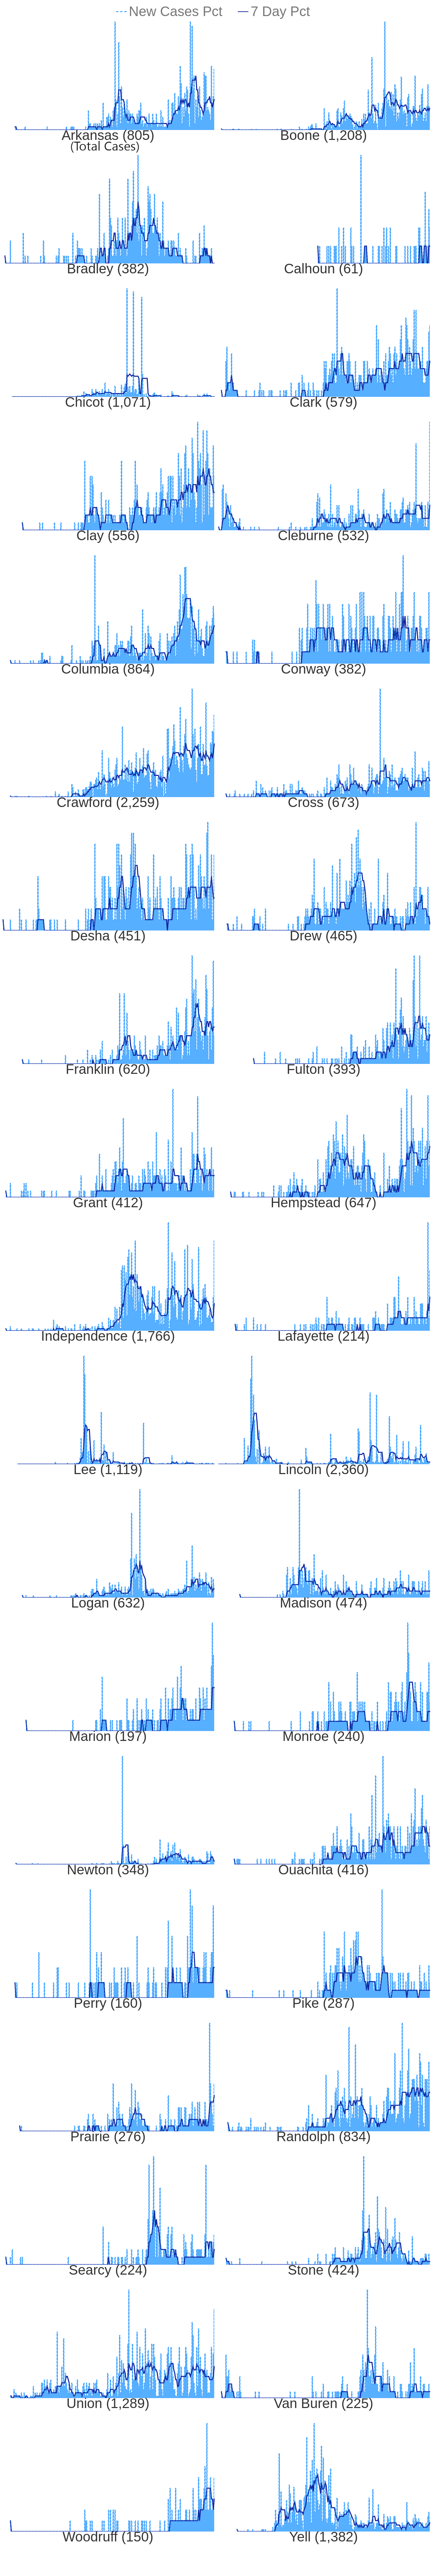 New Cases Pct 7 Day Pct
Arkansas (805) Boone (1,208)
(Total Cases)
Bradley (382) Calhoun (61)
Chicot (1,071) Clark (579)
Clay (556) Cleburne (532)
Columbia (864) Conway (382)
Crawford (2,259) Cross (673)
Desha (451) Drew (465)
Franklin (620) Fulton (393)
Grant (412) Hempstead (647)
Independence (1,766) Lafayette (214)
Lee (1,119) Lincoln (2,360)
Logan (632) Madison (474)
Marion (197) Monroe (240)
Newton (348) Ouachita (416)
Perry (160) Pike (287)
Prairie (276) Randolph (834)
Searcy (224) Stone (424)
Union (1,289) Van Buren (225)
Woodruff (150) Yell (1,382)